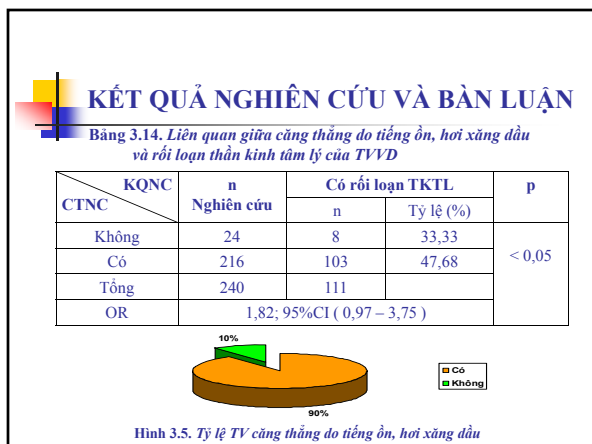 KẾT QUẢ NGHIÊN CỨU VÀ BÀN LUẬN
Bảng 3.14. Liên quan giữa căng thẳng do tiếng ồn, hơi xăng dầu
và rối loạn thần kinh tâm lý của TVVD
KQNC
CTNC
n
Nghiên cứu
Có rối loạn TKTL
p
n
Tỷ lệ (%)
Không 24 8 33,33
Có 216 103 47,68
< 0,05
Tổng 240 111
OR 1,82; 95%CI ( 0,97 – 3,75 )
10%
90%
Có
Không
Hình 3.5. Tỷ lệ TV căng thẳng do tiếng ồn, hơi xăng dầu